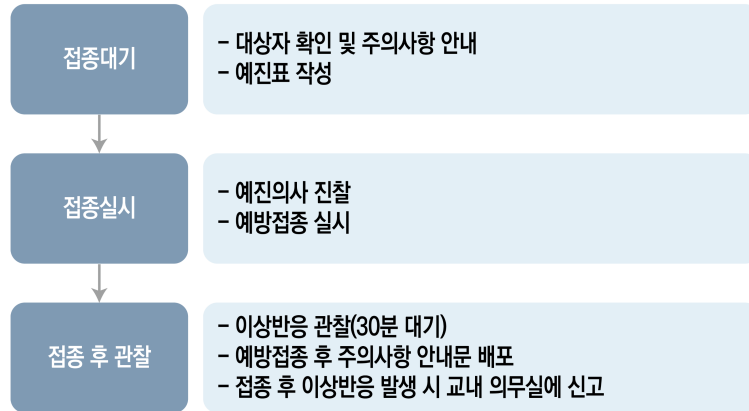 접종대기
- 대상자 확인 및 주의사항 안내
- 예진표 작성
접종실시
- 예진의사 진찰
- 예방접종 실시
접종 후 관찰
- 이상반응 관찰(30분 대기)
- 예방접종 후 주의사항 안내문 배포
- 접종 후 이상반응 발생 시 교내 의무실에 신고